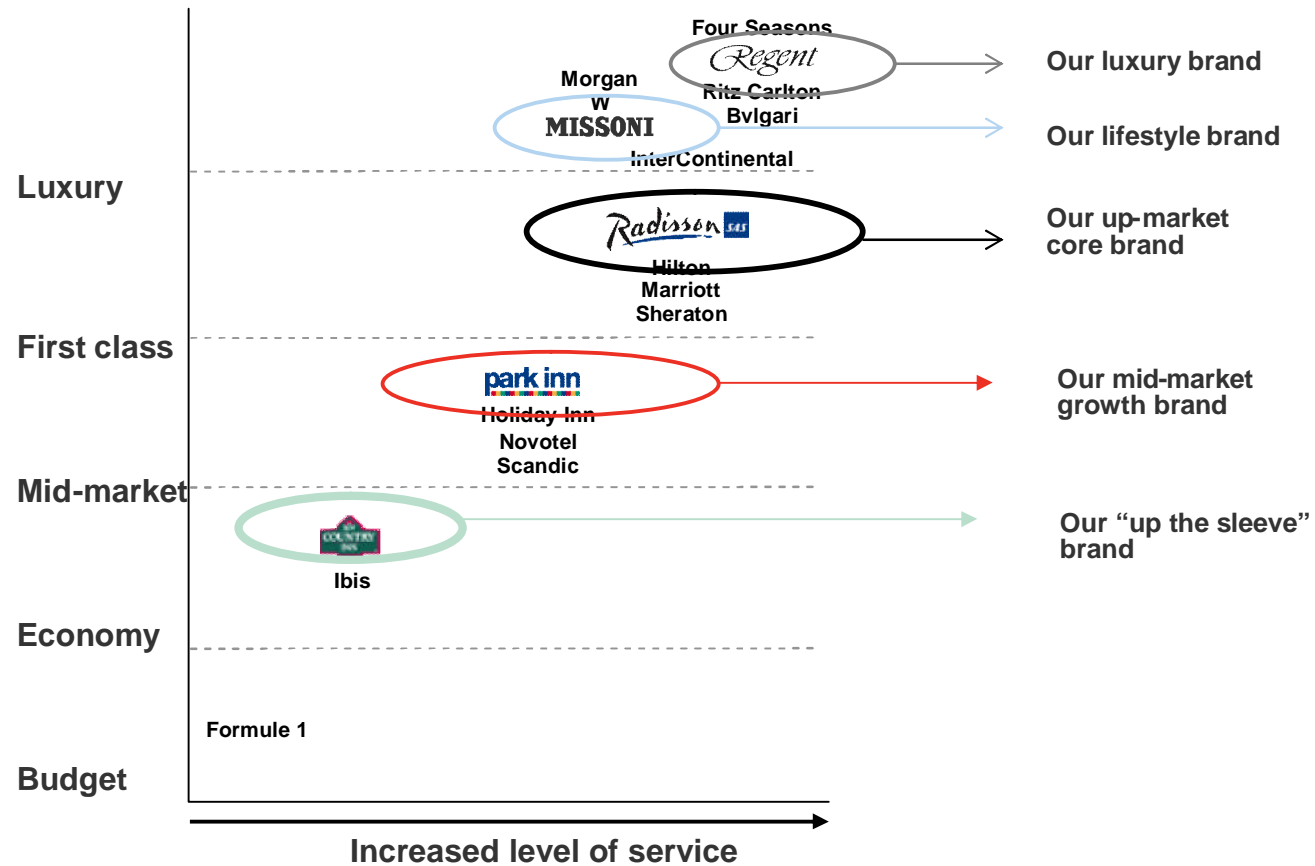 Four Seasons
Regent
Our luxury brand
Morgan
W
Ritz Carlton
Bvlgari
MISSONI
Our lifestyle brand
InterContinental
Luxury
Radisson SAS
Our up-market
core brand
Hilton
Marriott
Sheraton
First class
park inn
Our mid-market
growth brand
Holiday Inn
Novotel
Scandic
Mid-market
COUNTRY
INN
Our “up the sleeve”
brand
Ibis
Economy
Formule 1
Budget
Increased level of service